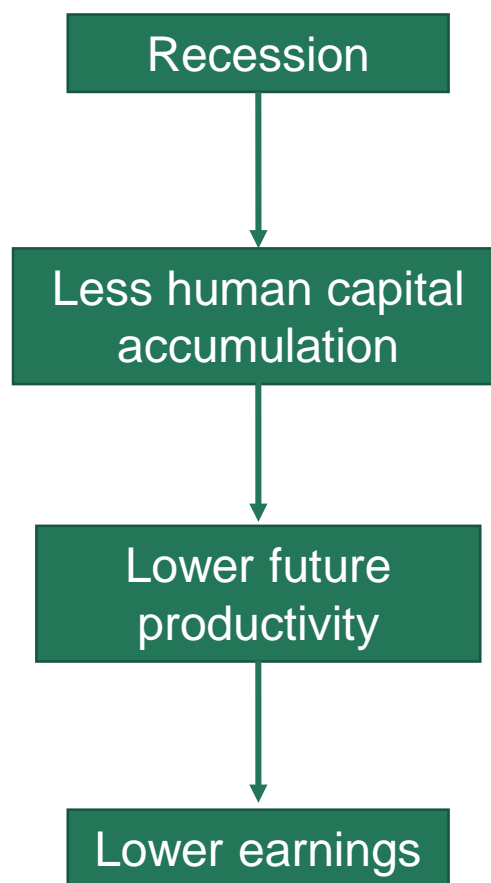 Recession
Less human capital
accumulation
Lower future
productivity
Lower earnings